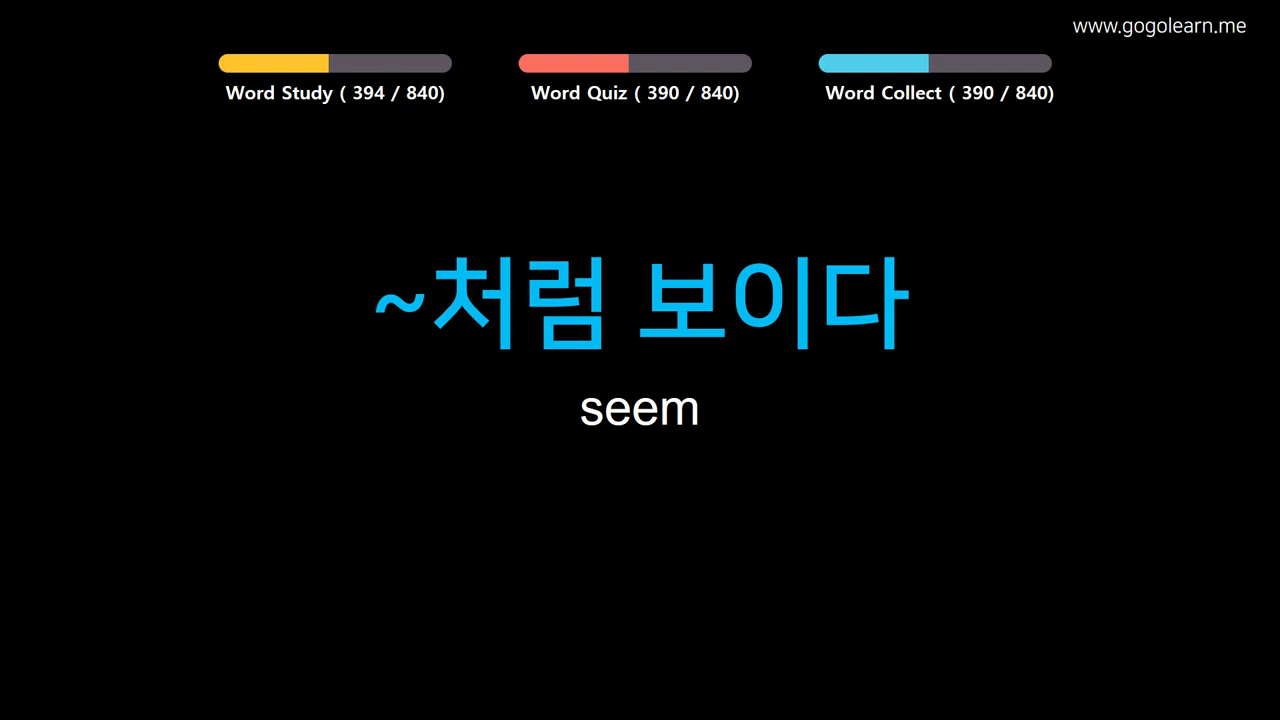 www.gogolearn.me
Word Study ( 394 / 840)
Word Quiz ( 390 / 840)
Word Collect ( 390 / 840)
~처럼 보이다
seem